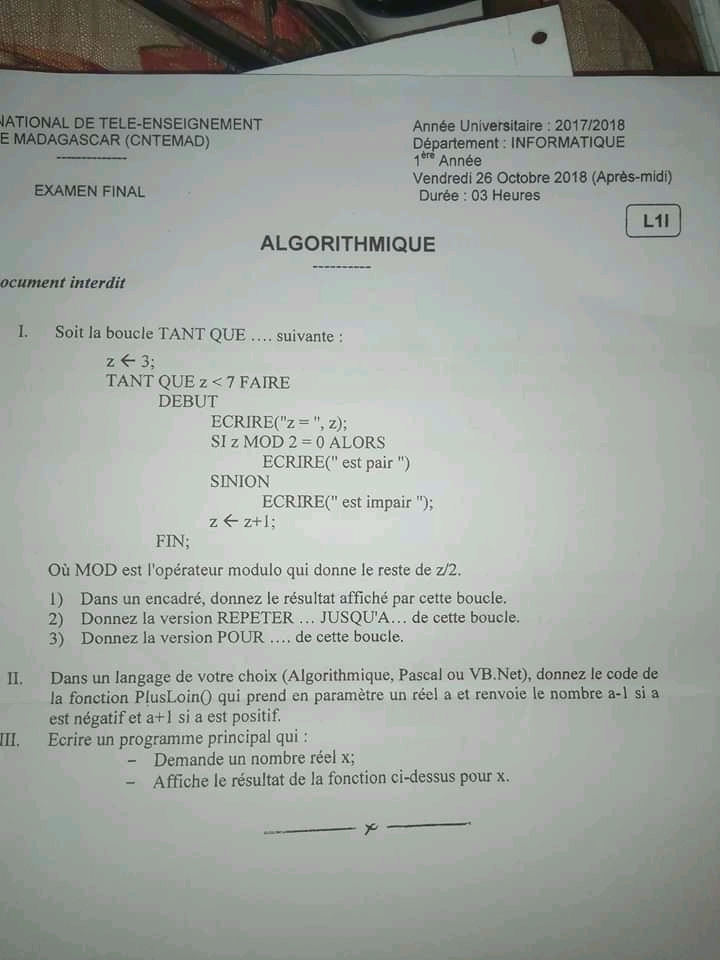 NATIONAL DE TELE-ENSEIGNEMENT
E MADAGASCAR (CNTEMAD)
--------------
EXAMEN FINAL
Année Universitaire : 2017/2018
Département : INFORMATIQUE
1ère Année
Vendredi 26 Octobre 2018 (Après-midi)
Durée : 03 Heures
L1I
ALGORITHMIQUE
----------
ocument interdit
I. Soit la boucle TANT QUE .... suivante :
z ← 3;
TANT QUE z < 7 FAIRE
DEBUT
ECRIRE("z = ", z);
SI z MOD 2 = 0 ALORS
ECRIRE(" est pair ")
SINION
ECRIRE(" est impair ");
z ← z+1;
FIN;
Où MOD est l'opérateur modulo qui donne le reste de z/2.
1) Dans un encadré, donnez le résultat affiché par cette boucle.
2) Donnez la version REPETER ... JUSQU'A... de cette boucle.
3) Donnez la version POUR .... de cette boucle.
II. Dans un langage de votre choix (Algorithmique, Pascal ou VB.Net), donnez le code de
la fonction PlusLoin() qui prend en paramètre un réel a et renvoie le nombre a-1 si a
est négatif et a+1 si a est positif.
III. Ecrire un programme principal qui :
– Demande un nombre réel x;
– Affiche le résultat de la fonction ci-dessus pour x.